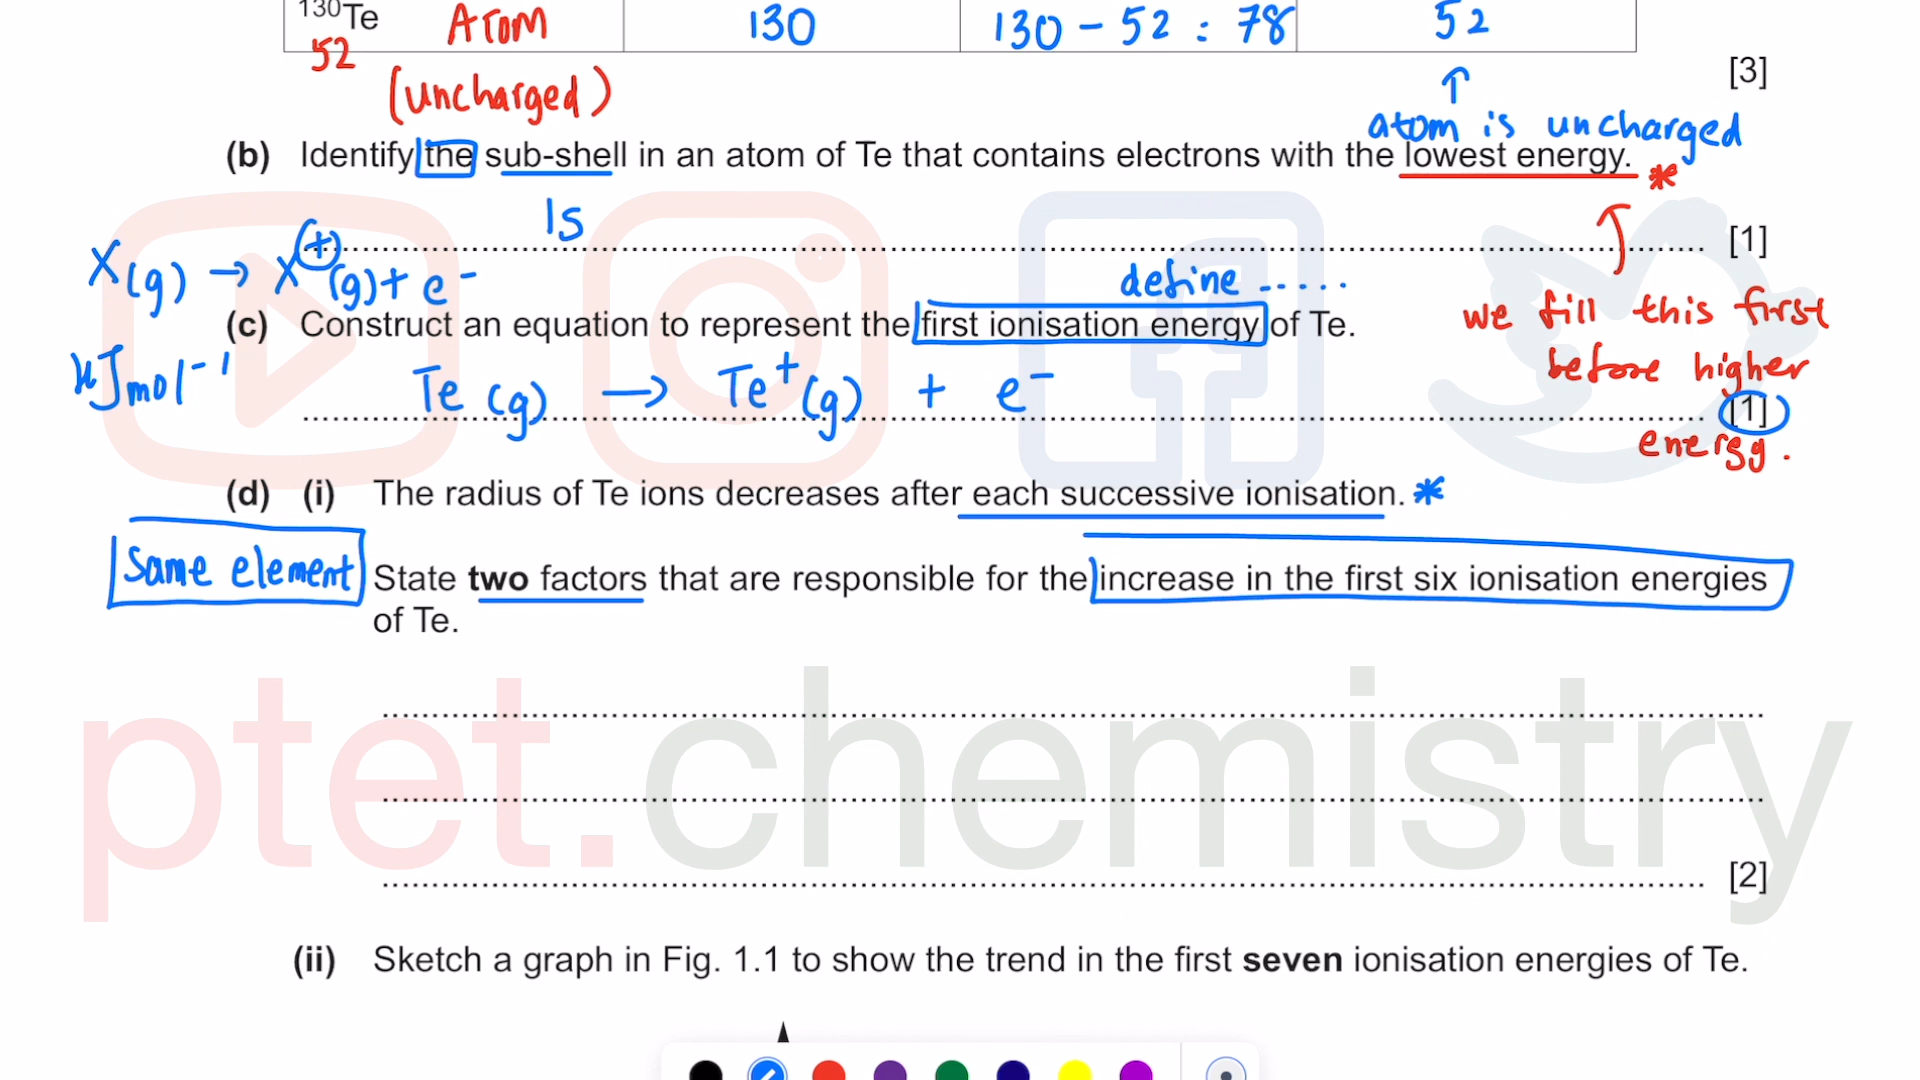 130Te ATOM 130 130 - 52 : 78 52
52
[3]
(uncharged) ↑
atom is uncharged
(b) Identify the sub-shell in an atom of Te that contains electrons with the lowest energy. *
1s
[1]
X(g) → X+(g) + e-
define .....
we fill this first
(c) Construct an equation to represent the first ionisation energy of Te.
before higher
kJmol-1 Te (g) → Te+ (g) + e-
[1]
energy.
(d) (i) The radius of Te ions decreases after each successive ionisation. *
Same element State two factors that are responsible for the increase in the first six ionisation energies
of Te.
ptet.chemistry
[2]
(ii) Sketch a graph in Fig. 1.1 to show the trend in the first seven ionisation energies of Te.